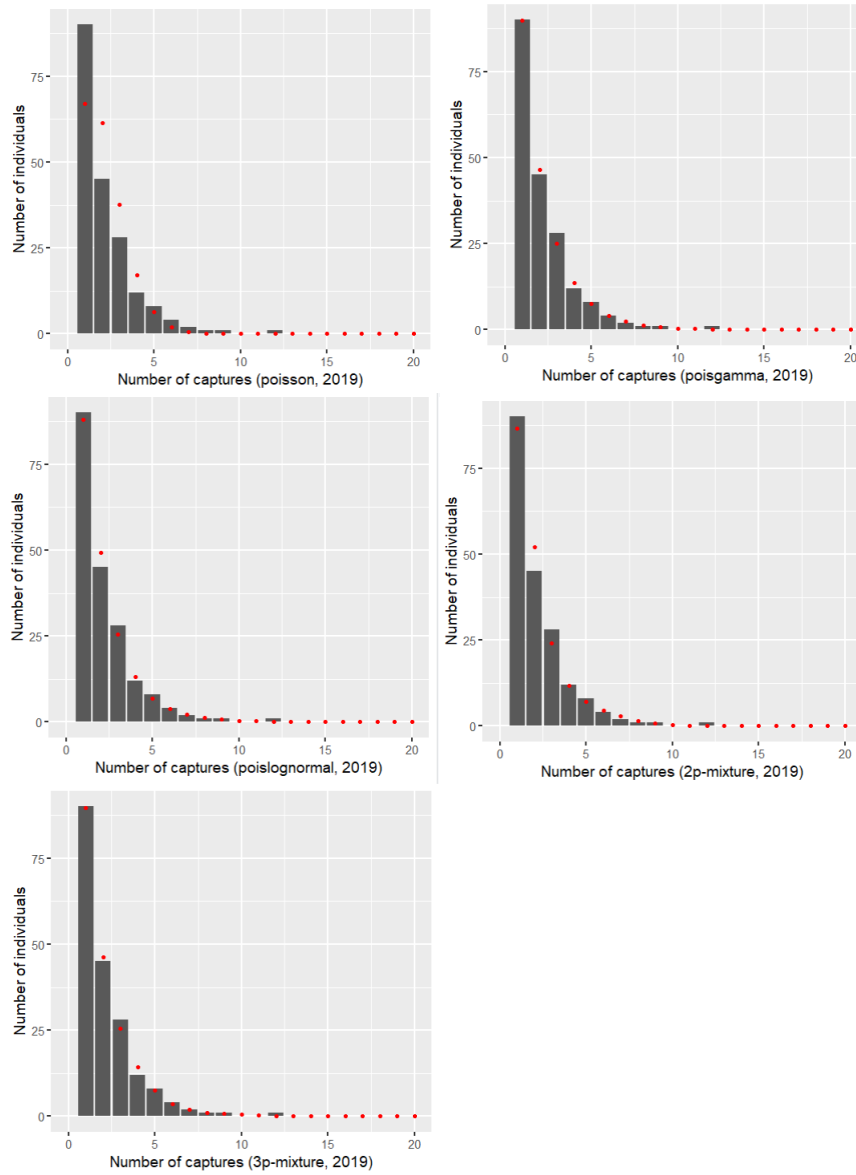 75-
50-
25-
0-
Number of individuals
0 5 10 15 20
Number of captures (poisson, 2019)
75-
50-
25-
0-
Number of individuals
0 5 10 15 20
Number of captures (poisgamma, 2019)
75-
50-
25-
0-
Number of individuals
0 5 10 15 20
Number of captures (poislognormal, 2019)
75-
50-
25-
0-
Number of individuals
0 5 10 15 20
Number of captures (2p-mixture, 2019)
75-
50-
25-
0-
Number of individuals
0 5 10 15 20
Number of captures (3p-mixture, 2019)